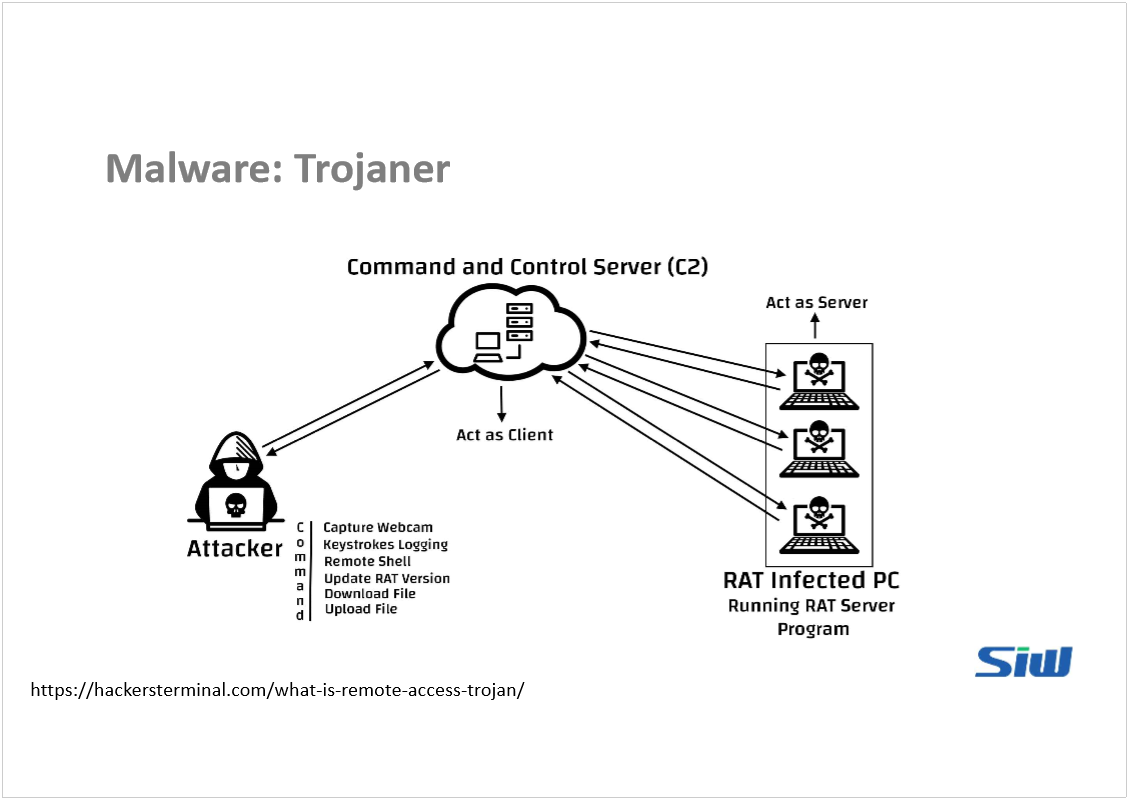 Malware: Trojaner
Command and Control Server (C2)
Act as Server
Act as Client
Attacker
Command
Capture Webcam
Keystrokes Logging
Remote Shell
Update RAT Version
Download File
Upload File
RAT Infected PC
Running RAT Server
Program
SiW
https://hackersterminal.com/what-is-remote-access-trojan/